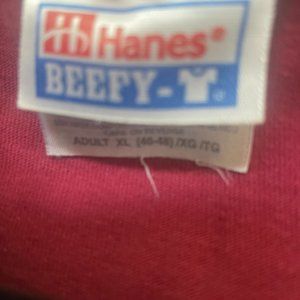 Hanes®
BEEFY-T®
ADULT XL (46-48) /XG /TG